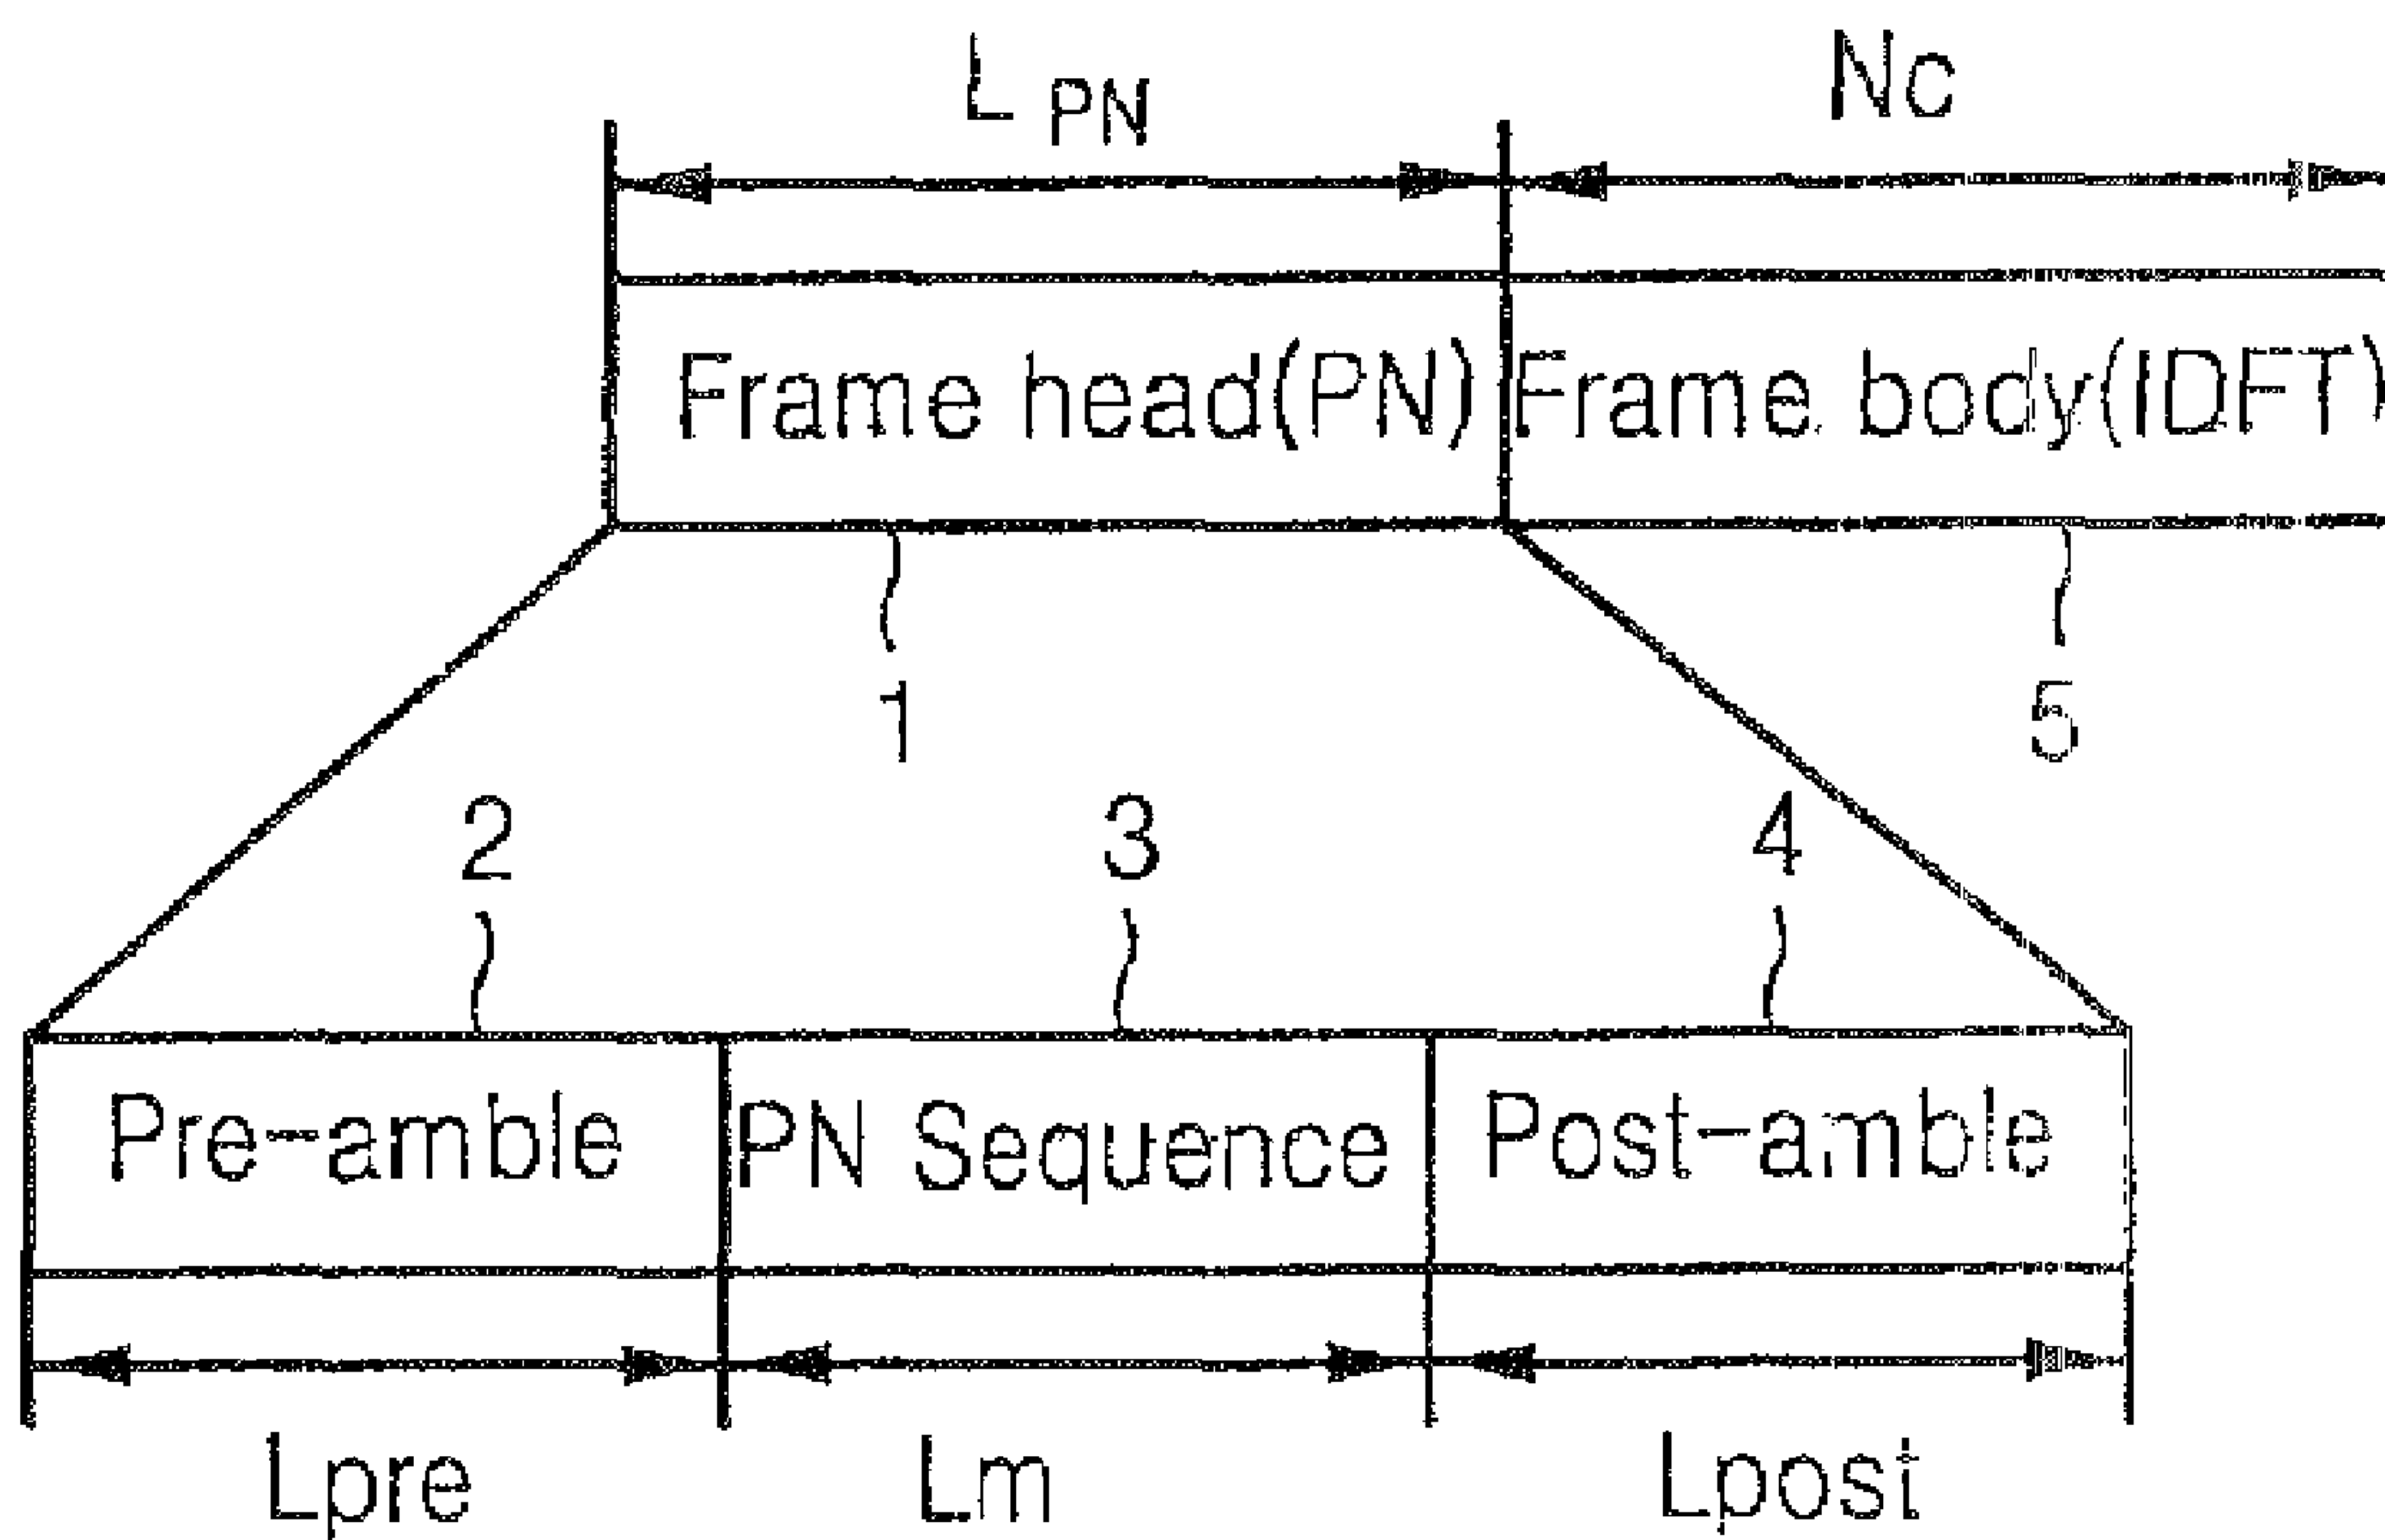 L PN Nc
Frame head(PN) Frame body(IDFT)
1 5
2 3 4
Pre-amble PN Sequence Post-amble
Lpre Lm Lpost